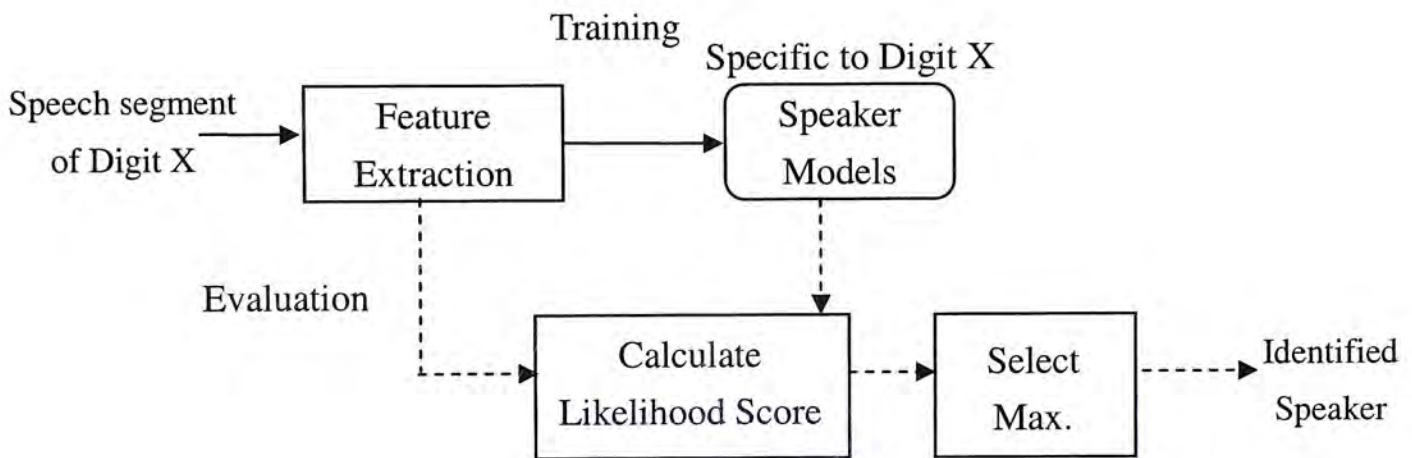 Training
Specific to Digit X
Speech segment
of Digit X
Feature
Extraction
Speaker
Models
Evaluation
Calculate
Likelihood Score
Select
Max.
Identified
Speaker